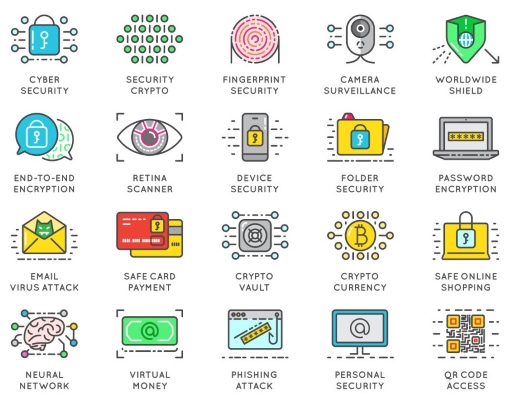 CYBER
SECURITY
SECURITY
CRYPTO
FINGERPRINT
SECURITY
CAMERA
SURVEILLANCE
WORLDWIDE
SHIELD
END-TO-END
ENCRYPTION
RETINA
SCANNER
DEVICE
SECURITY
FOLDER
SECURITY
PASSWORD
ENCRYPTION
EMAIL
VIRUS ATTACK
SAFE CARD
PAYMENT
CRYPTO
VAULT
CRYPTO
CURRENCY
SAFE ONLINE
SHOPPING
NEURAL
NETWORK
VIRTUAL
MONEY
PHISHING
ATTACK
PERSONAL
SECURITY
QR CODE
ACCESS